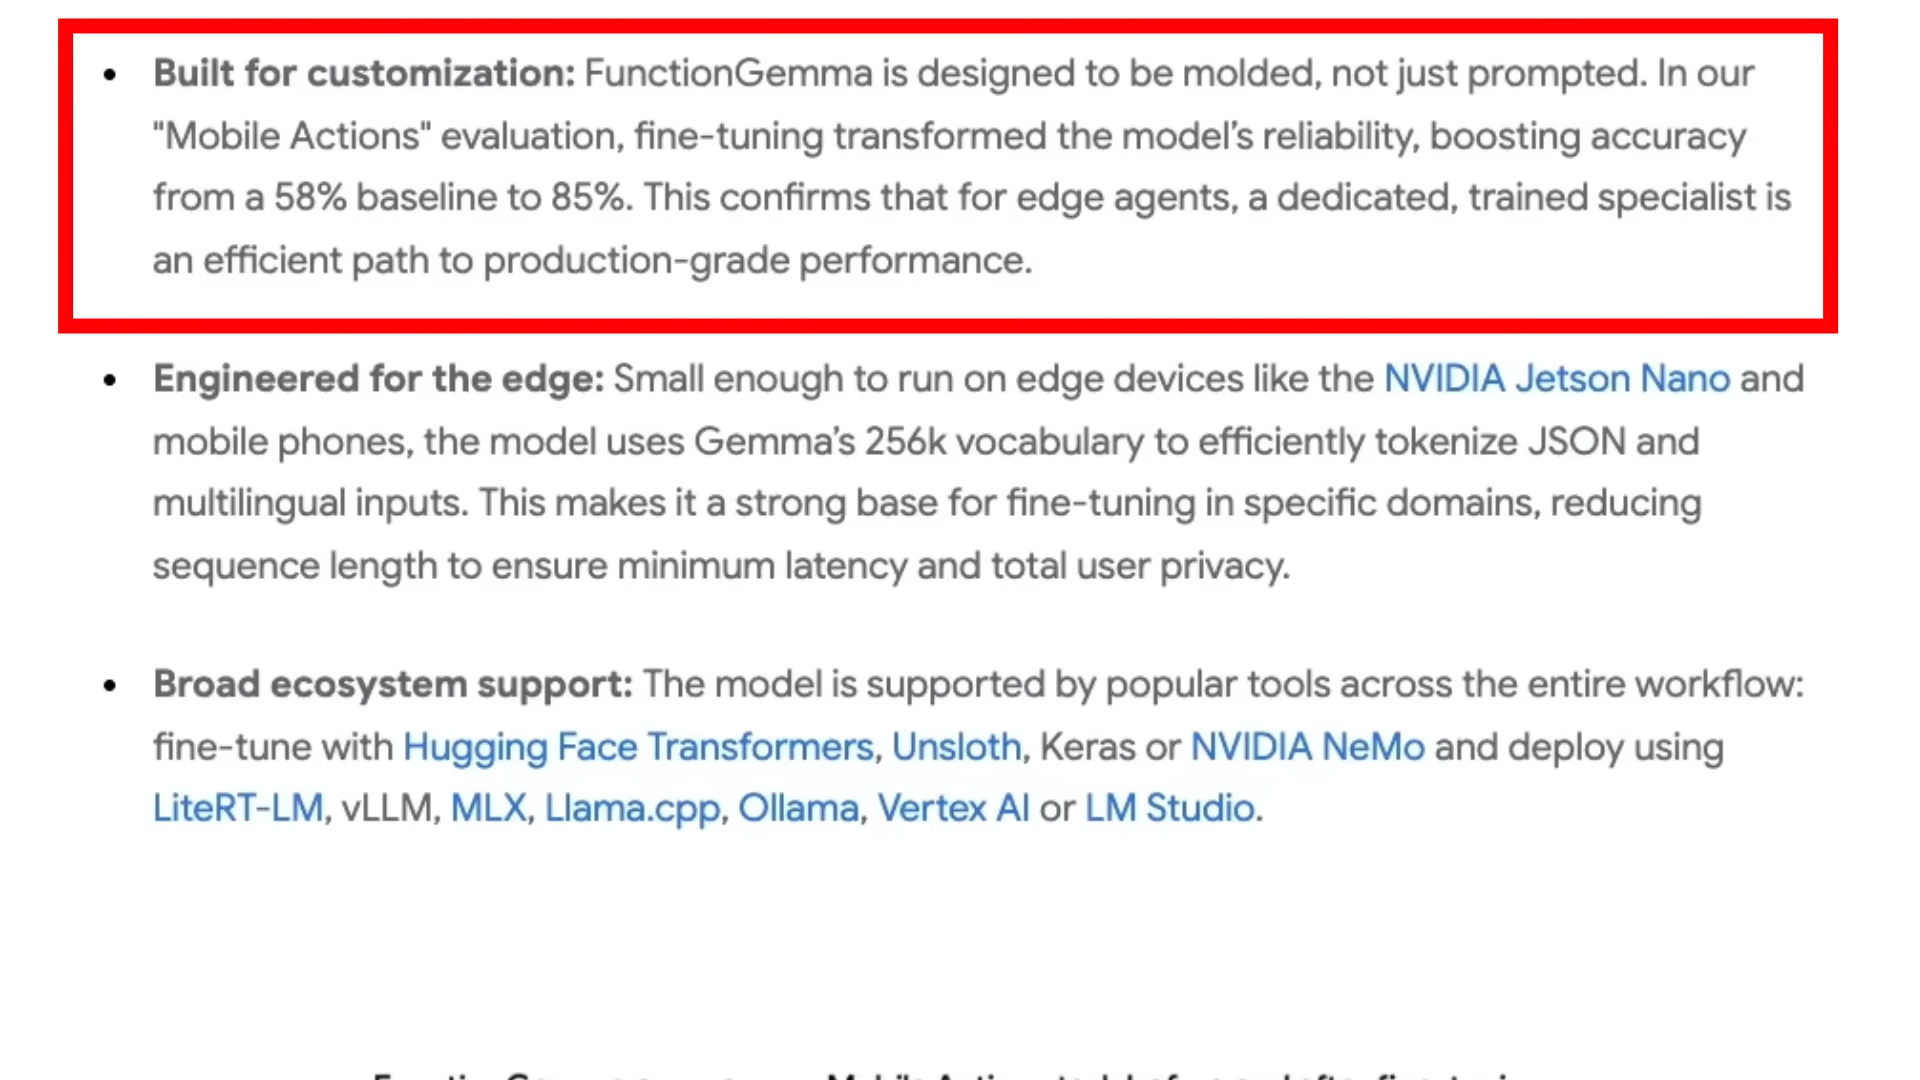 Built for customization: FunctionGemma is designed to be molded, not just prompted. In our
"Mobile Actions" evaluation, fine-tuning transformed the model’s reliability, boosting accuracy
from a 58% baseline to 85%. This confirms that for edge agents, a dedicated, trained specialist is
an efficient path to production-grade performance.
Engineered for the edge: Small enough to run on edge devices like the NVIDIA Jetson Nano and
mobile phones, the model uses Gemma’s 256k vocabulary to efficiently tokenize JSON and
multilingual inputs. This makes it a strong base for fine-tuning in specific domains, reducing
sequence length to ensure minimum latency and total user privacy.
Broad ecosystem support: The model is supported by popular tools across the entire workflow:
fine-tune with Hugging Face Transformers, Unsloth, Keras or NVIDIA NeMo and deploy using
LiteRT-LM, vLLM, MLX, Llama.cpp, Ollama, Vertex AI or LM Studio.